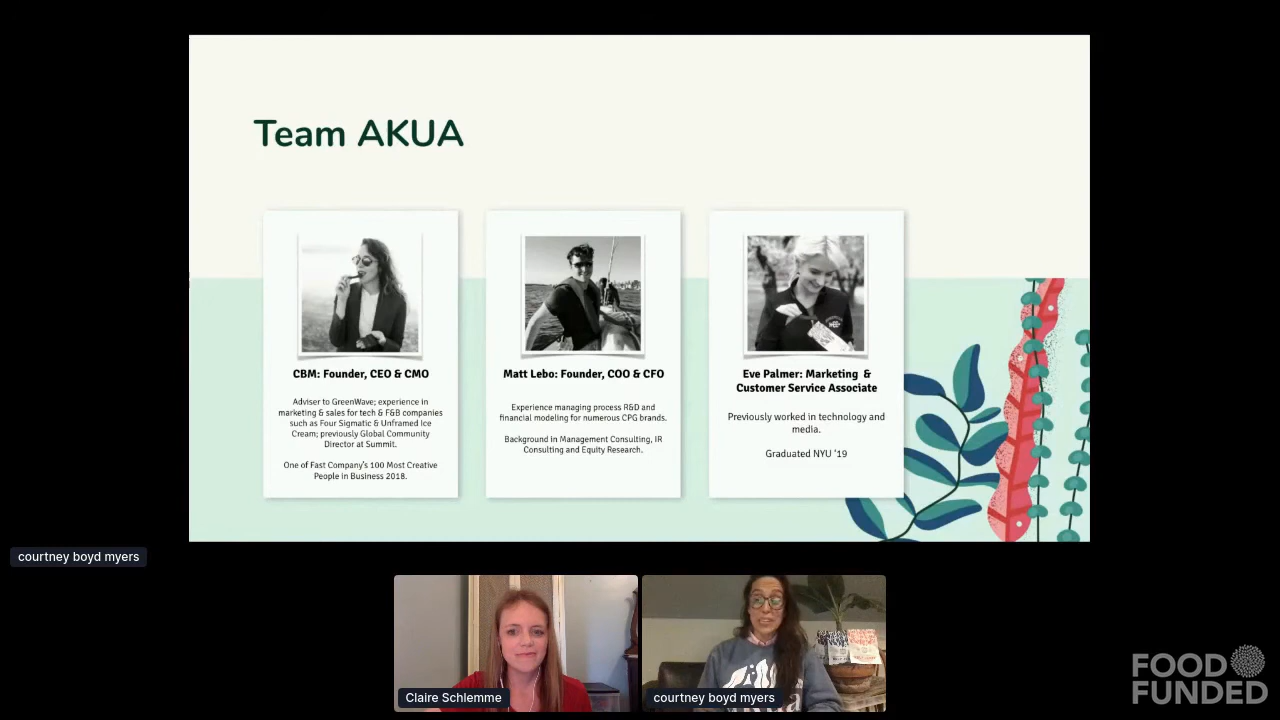 Team AKUA
CBM: Founder, CEO & CMO
Adviser to GreenWave; experience in
marketing & sales for tech & F&B companies
such as Four Sigmatic & Unframed Ice
Cream; previously Global Community
Director at Summit.
One of Fast Company's 100 Most Creative
People in Business 2018.
Matt Lebo: Founder, COO & CFO
Experience managing process R&D and
financial modeling for numerous CPG brands.
Background in Management Consulting, IR
Consulting and Equity Research.
Eve Palmer: Marketing &
Customer Service Associate
Previously worked in technology and
media.
Graduated NYU '19
courtney boyd myers
Claire Schlemme
courtney boyd myers
FOOD
FUNDED